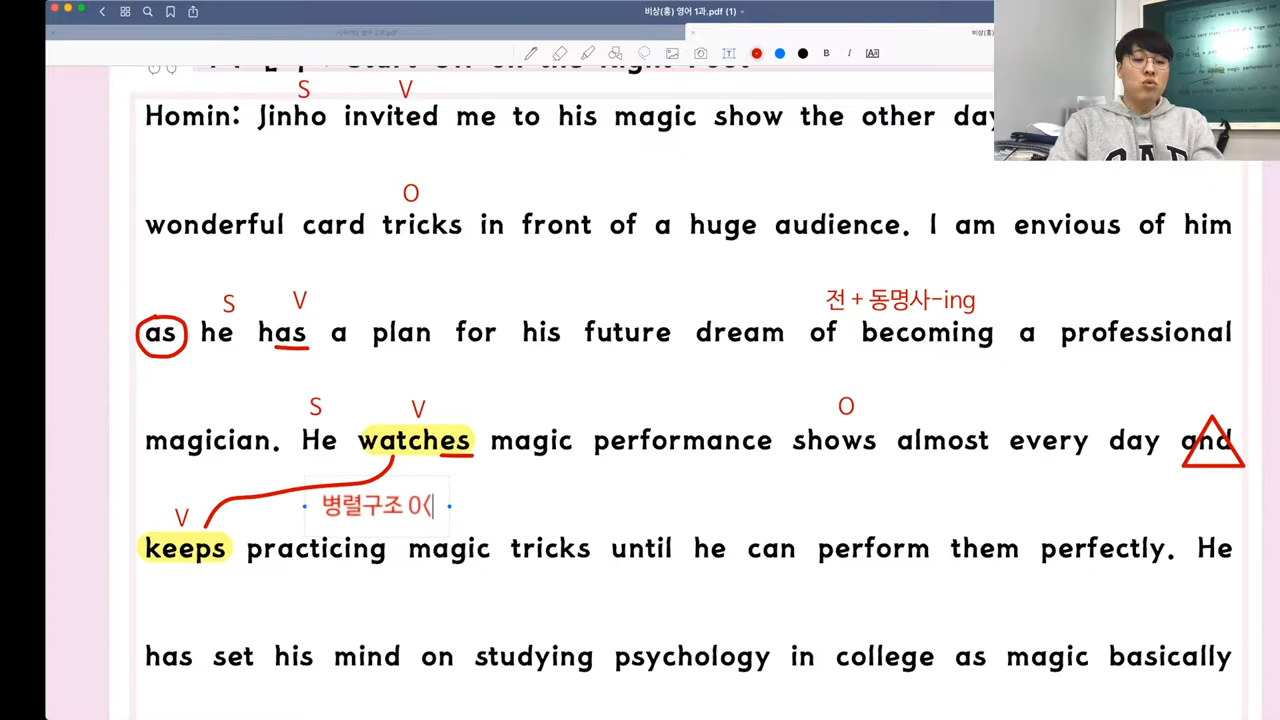 비상(홍) 영어 1과.pdf (1)
B I
S V
Homin: Jinho invited me to his magic show the other day
O
wonderful card tricks in front of a huge audience. I am envious of him
S V 전 + 동명사-ing
as he has a plan for his future dream of becoming a professional
S V O
magician. He watches magic performance shows almost every day and
병렬구조 0<
V
keeps practicing magic tricks until he can perform them perfectly. He
has set his mind on studying psychology in college as magic basically